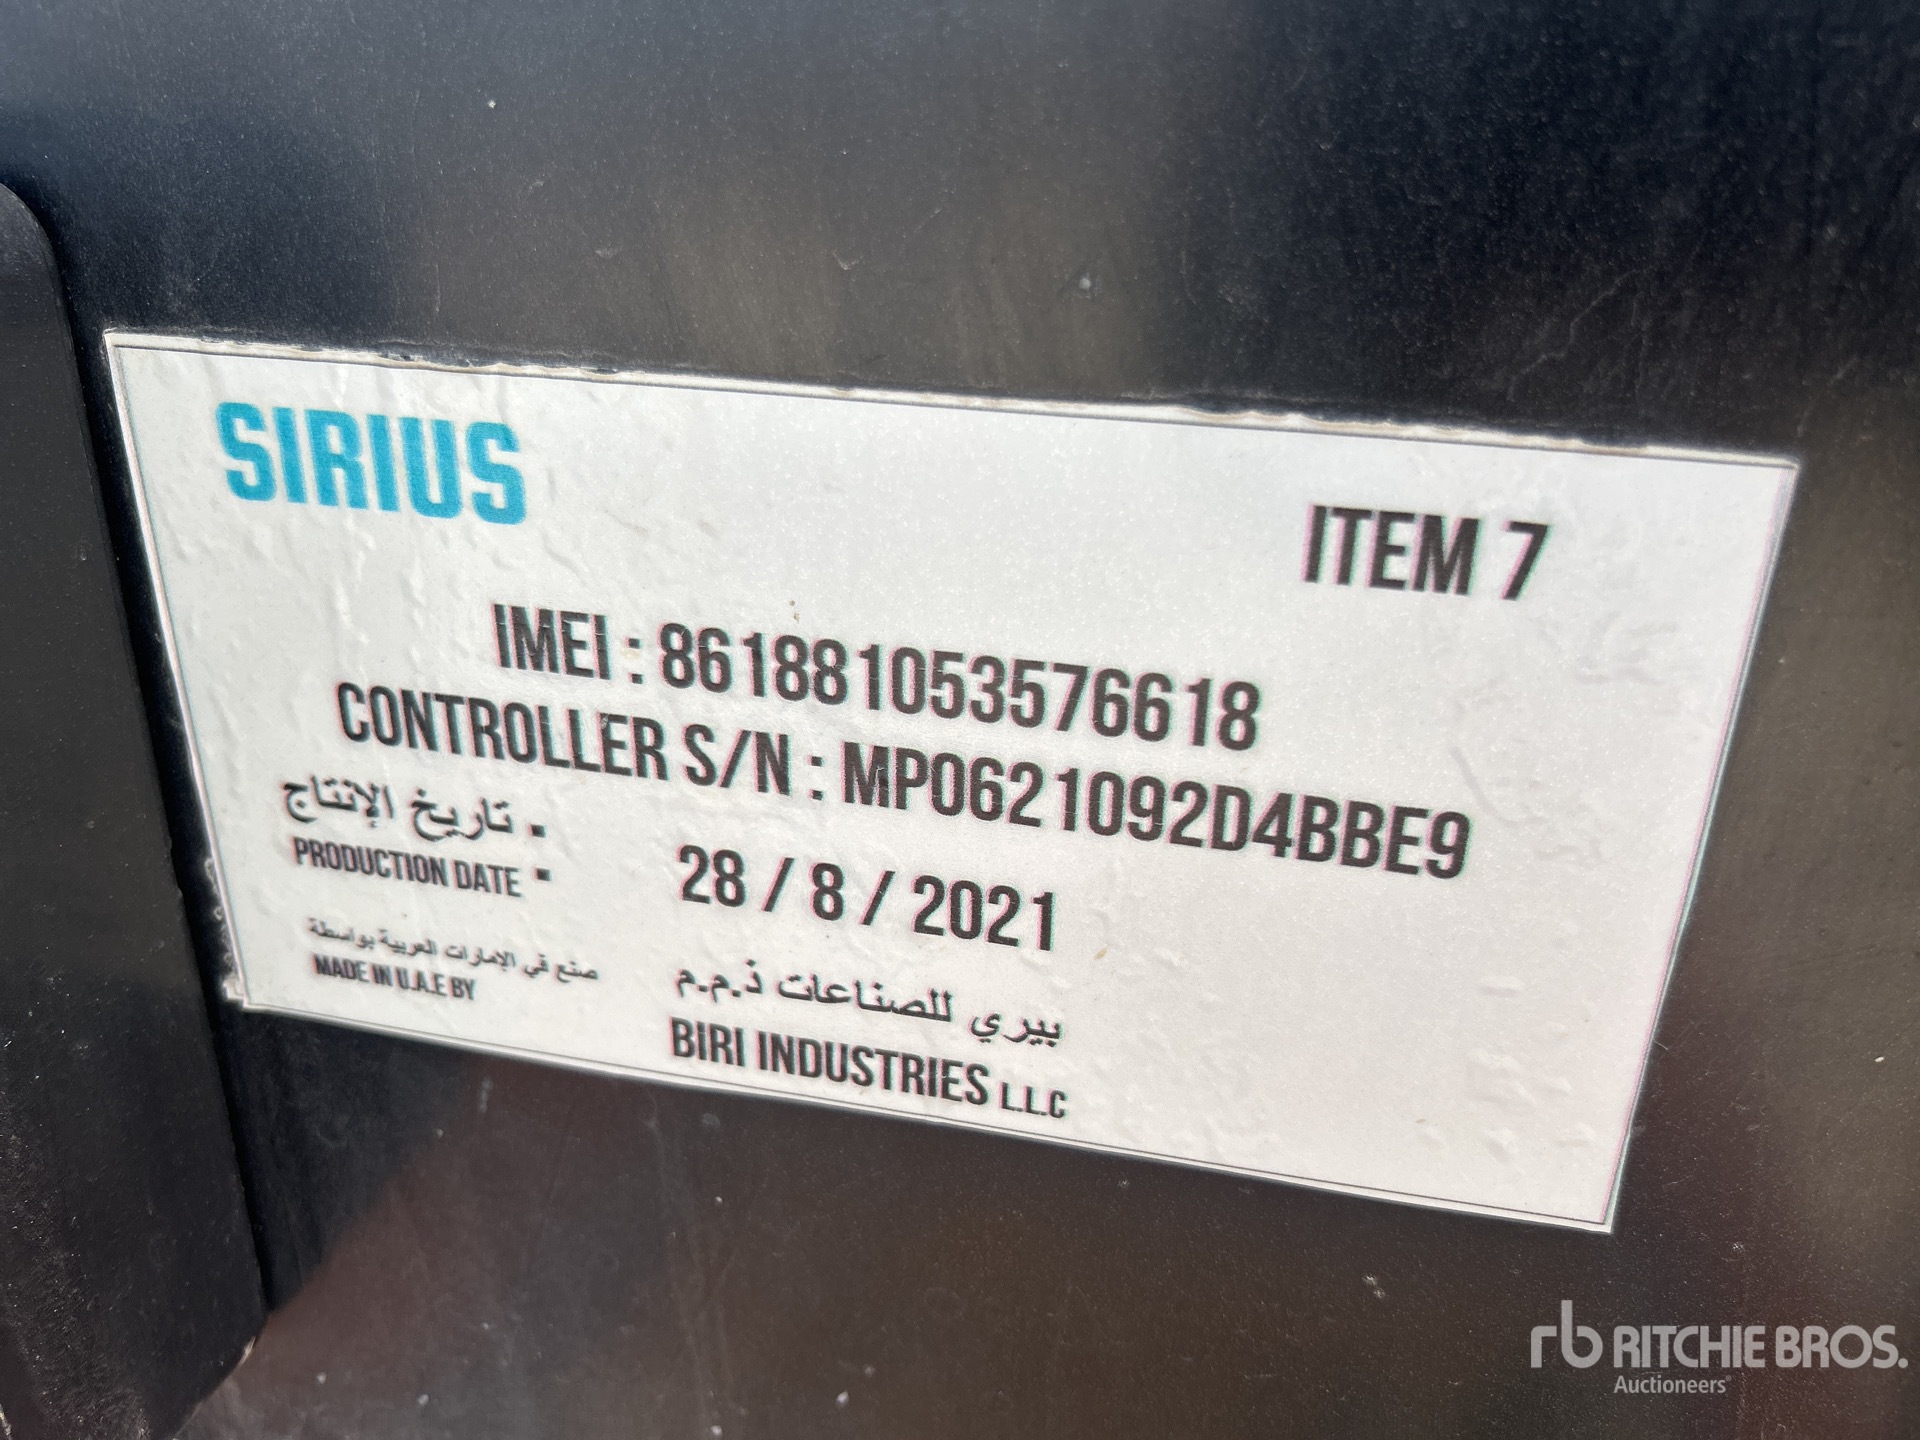 SIRIUS
ITEM 7
IMEI : 861881053576618
CONTROLLER S/N : MP0621092D4BBE9
تاريخ الإنتاج
PRODUCTION DATE : 28 / 8 / 2021
صنع في الإمارات العربية بواسطة
MADE IN U.A.E BY
بيري للصناعات ذ.م.م
BIRI INDUSTRIES L.L.C
rb RITCHIE BROS.
Auctioneers